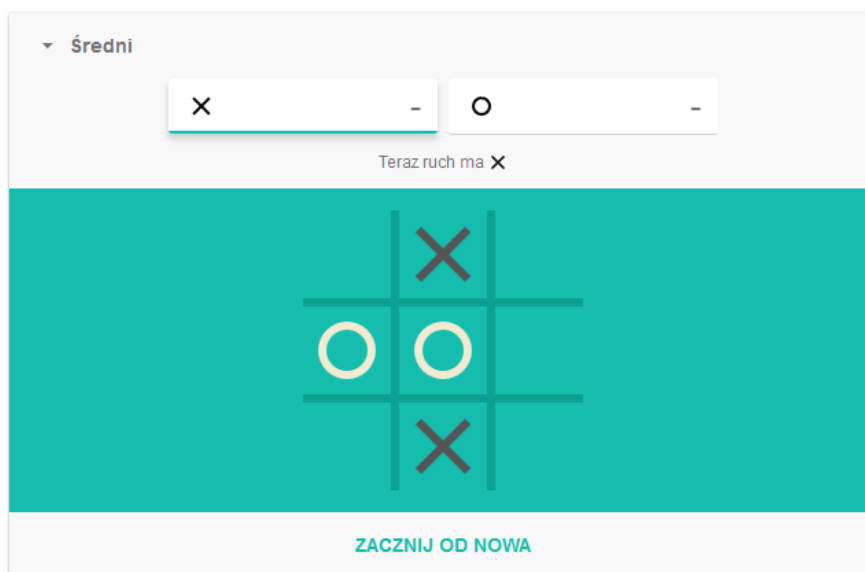 Średni
-
-
Teraz ruch ma
ZACZNIJ OD NOWA